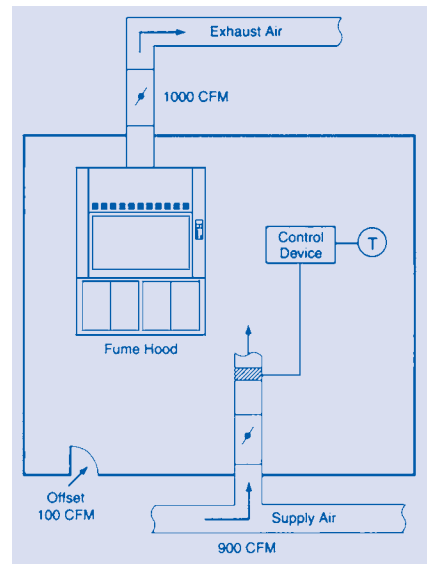 Exhaust Air
1000 CFM
Control
Device
T
Fume Hood
Offset
100 CFM
Supply Air
900 CFM